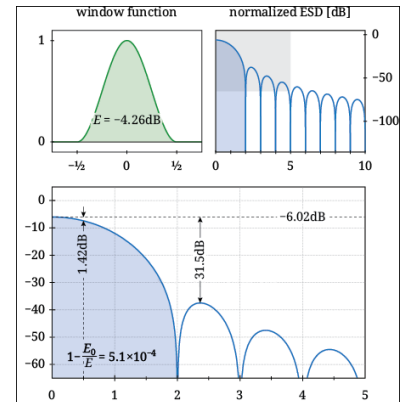 window function
normalized ESD [dB]
1
0
E = −4.26dB
−½ 0 ½
0
−50
−100
0 5 10
0
−10
−20
−30
−40
−50
−60
−6.02dB
1.42dB
31.5dB
1−E₀/E = 5.1×10⁻⁴
0 1 2 3 4 5